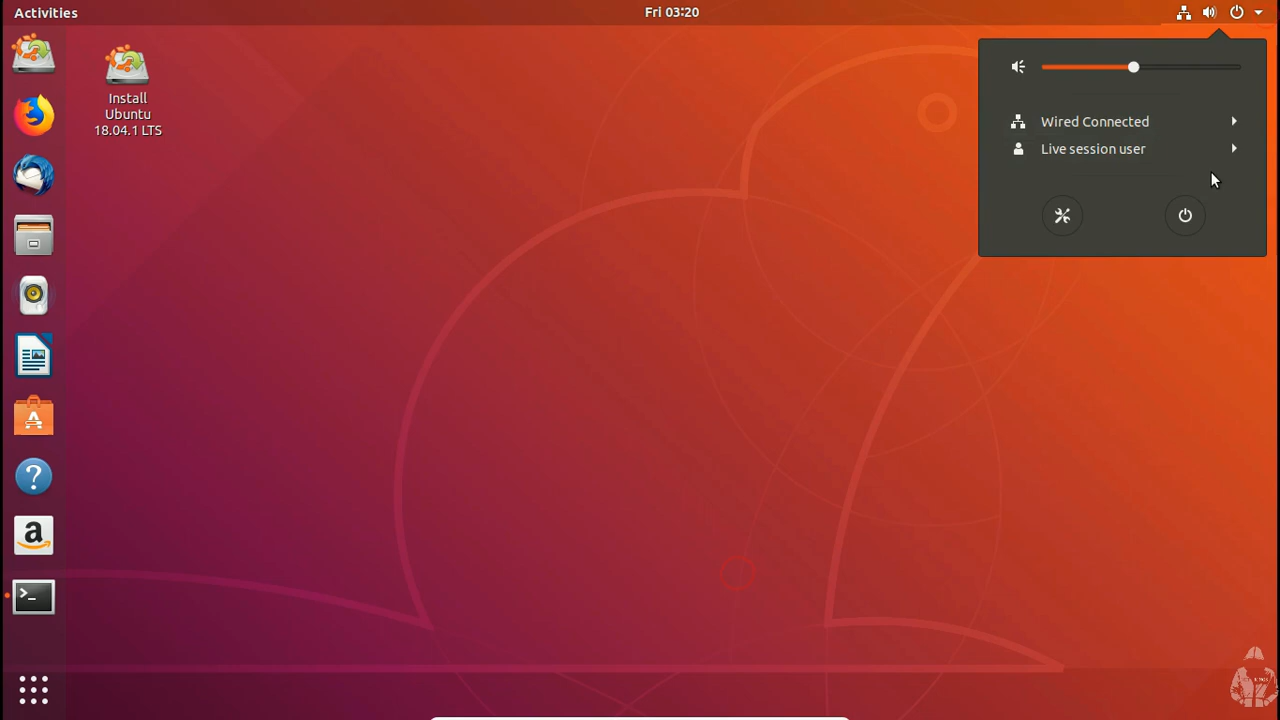 Activities
Fri 03:20
Install
Ubuntu
18.04.1 LTS
Wired Connected
Live session user